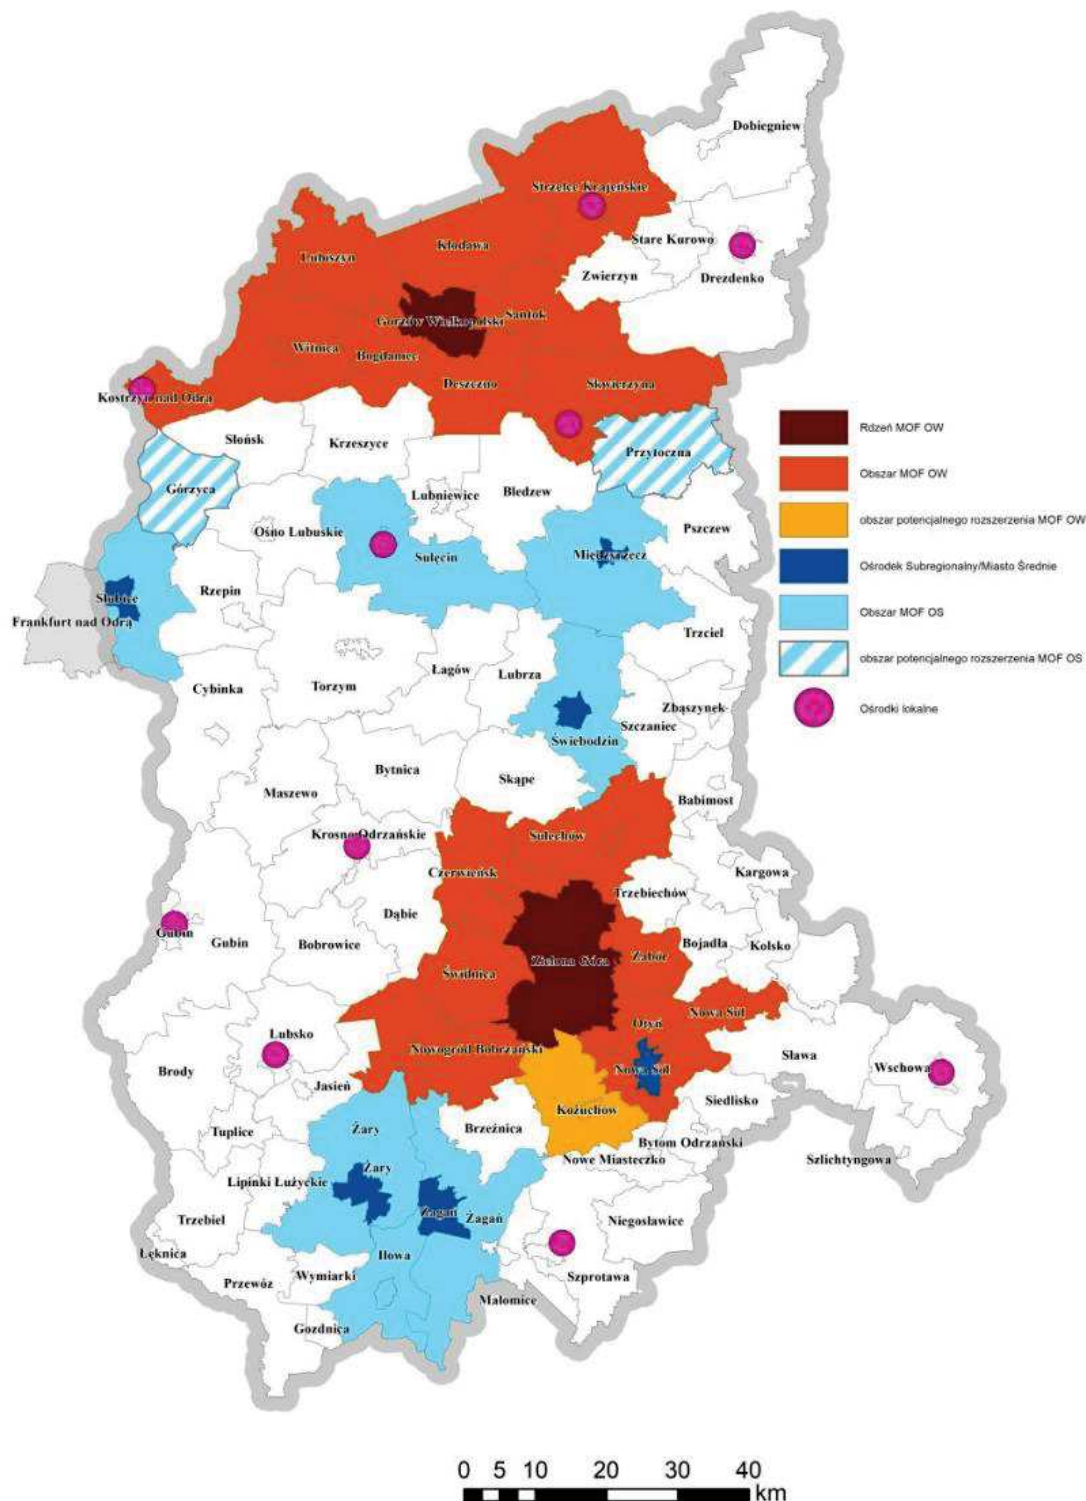 Dobiegniew
Strzelce Krajeńskie
Stare Kurowo
Kłodawa
Lubiszyn
Zwierzyn
Drezdenko
Santok
Gorzów Wielkopolski
Witnica
Bogdaniec
Deszczno
Skwierzyna
Kostrzyn nad Odrą
Słońsk
Krzeszyce
Przytoczna
Górzyca
Lubniewice
Bledzew
Ośno Lubuskie
Pszczew
Sulęcin
Międzyrzecz
Rzepin
Słubice
Frankfurt nad Odrą
Trzciel
Łagów
Lubrza
Cybinka
Torzym
Zbąszynek
Szczaniec
Świebodzin
Bytnica
Skąpe
Maszewo
Babimost
Krosno Odrzańskie
Sulechów
Czerwieńsk
Kargowa
Trzebiechów
Dąbie
Gubin
Gubin
Bobrowice
Bojadła
Kolsko
Zabór
Zielona Góra
Świdnica
Nowa Sól
Otyń
Lubsko
Nowogród Bobrzański
Sława
Wschowa
Brody
Nowa Sól
Jasień
Siedlisko
Kożuchów
Tuplice
Żary
Brzeźnica
Bytom Odrzański
Szlichtyngowa
Nowe Miasteczko
Żary
Lipinki Łużyckie
Trzebiel
Żagań
Żagań
Niegosławice
Łęknica
Iłowa
Przewóz
Wymiarki
Szprotawa
Małomice
Gozdnica
Rdzeń MOF OW
Obszar MOF OW
obszar potencjalnego rozszerzenia MOF OW
Ośrodek Subregionalny/Miasto Średnie
Obszar MOF OS
obszar potencjalnego rozszerzenia MOF OS
Ośrodki lokalne
0 5 10 20 30 40
km